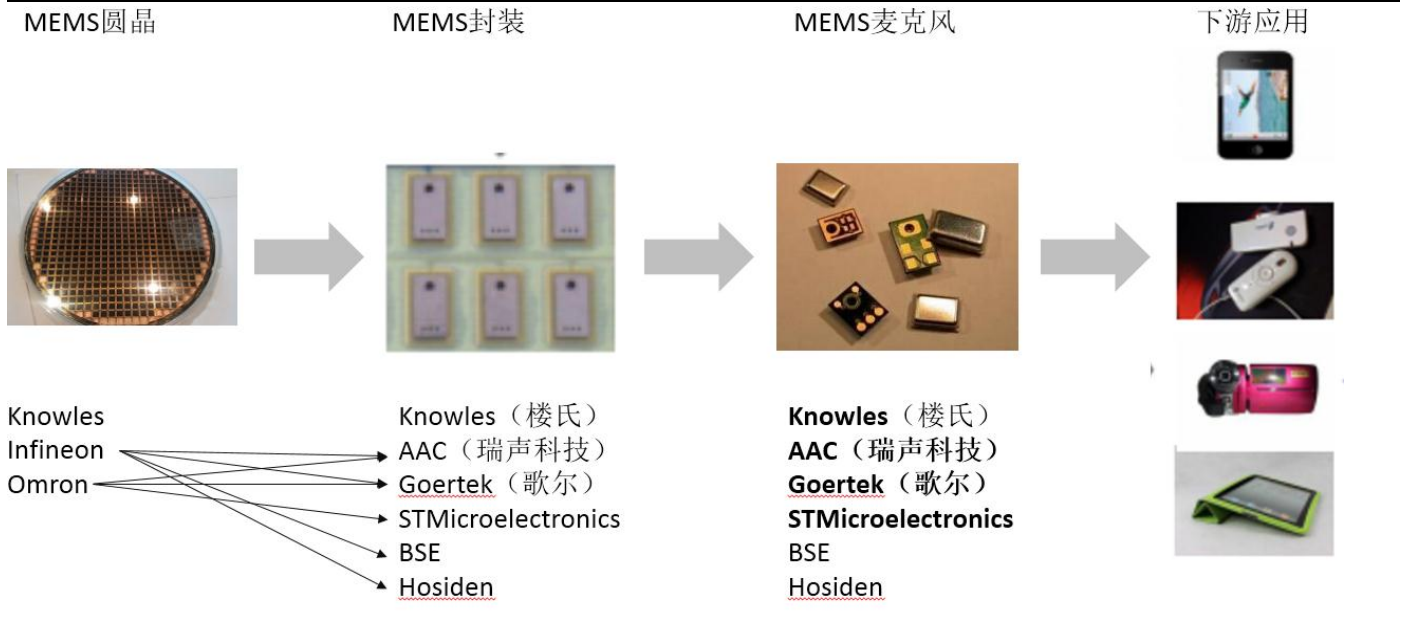 MEMS圆晶
MEMS封装
MEMS麦克风
下游应用
Knowles
Infineon
Omron
Knowles（楼氏）
AAC（瑞声科技）
Goertek（歌尔）
STMicroelectronics
BSE
Hosiden
Knowles（楼氏）
AAC（瑞声科技）
Goertek（歌尔）
STMicroelectronics
BSE
Hosiden